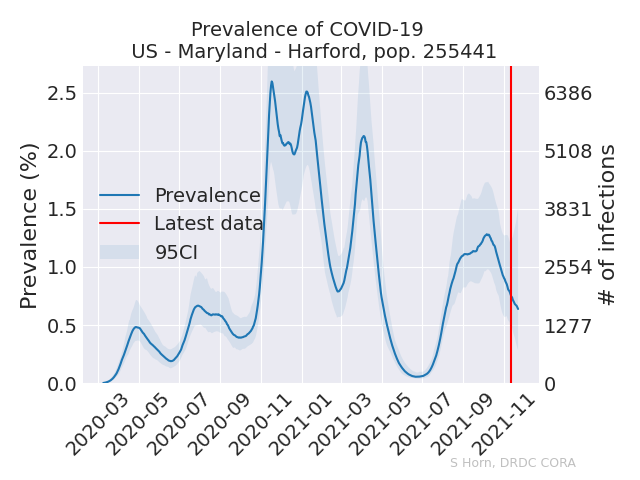 Prevalence of COVID-19
US - Maryland - Harford, pop. 255441
Prevalence (%)
2.5
2.0
1.5
1.0
0.5
0.0
6386
5108
3831
2554
1277
0
# of infections
Prevalence
Latest data
95CI
2020-03
2020-05
2020-07
2020-09
2020-11
2021-01
2021-03
2021-05
2021-07
2021-09
2021-11
S Horn, DRDC CORA